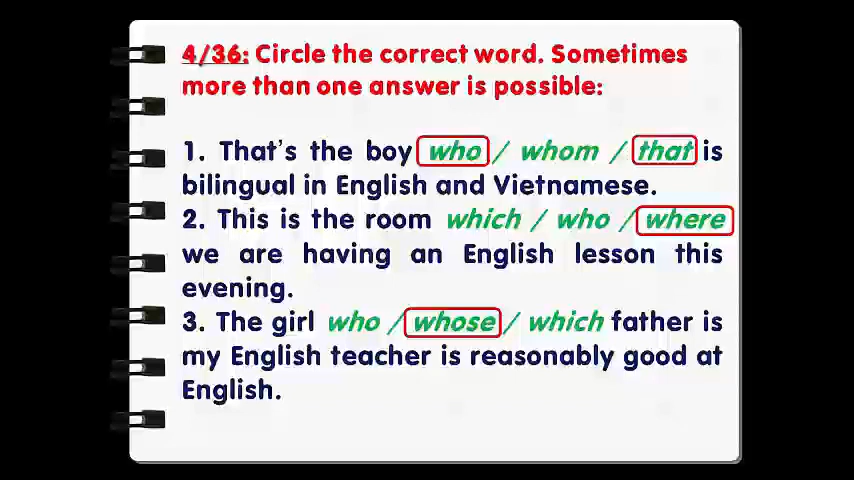 4/36: Circle the correct word. Sometimes
more than one answer is possible:
1. That's the boy who / whom / that is
bilingual in English and Vietnamese.
2. This is the room which / who / where
we are having an English lesson this
evening.
3. The girl who / whose / which father is
my English teacher is reasonably good at
English.